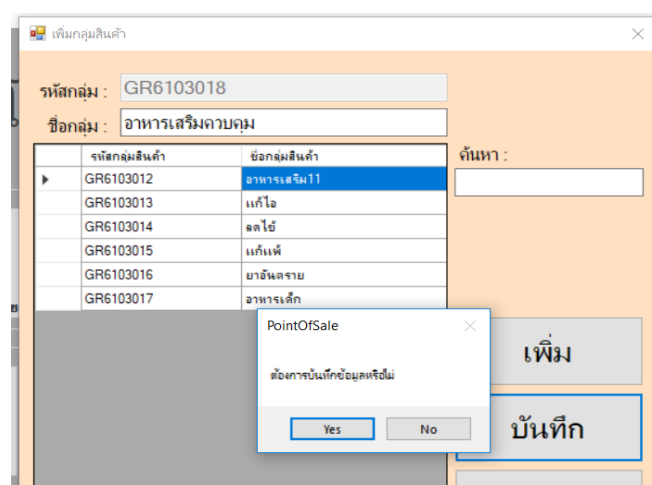 เพิ่มกลุ่มสินค้า
รหัสกลุ่ม : GR6103018
ชื่อกลุ่ม : อาหารเสริมควบคุม
รหัสกลุ่มสินค้า ชื่อกลุ่มสินค้า
ค้นหา :
GR6103012 อาหารเสริม11
GR6103013 แก้ไอ
GR6103014 ลดไข้
GR6103015 แก้แพ้
GR6103016 ยาอันตราย
GR6103017 อาหารเด็ก
PointOfSale
ต้องการบันทึกข้อมูลหรือไม่
Yes No
เพิ่ม
บันทึก